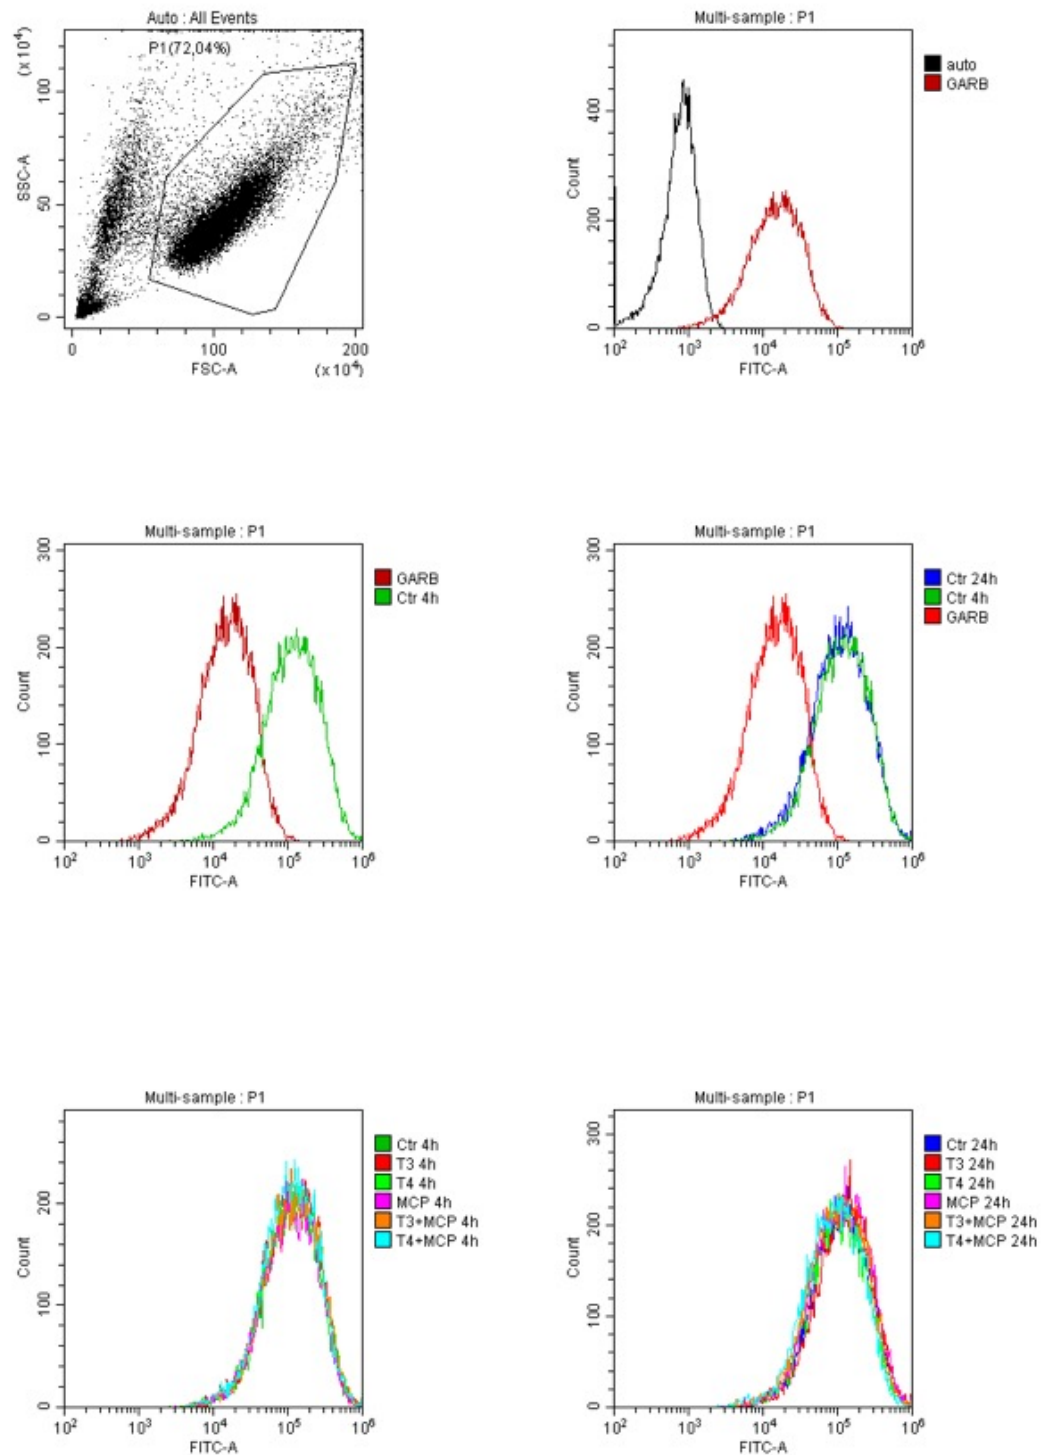 Auto : All Events
P1(72,04%)
(x 10⁴)
100
50
0
SSC-A
0 100 200
FSC-A
(x 10⁴)
Multi-sample : P1
auto
GARB
400
200
0
Count
10² 10³ 10⁴ 10⁵ 10⁶
FITC-A
Multi-sample : P1
GARB
Ctr 4h
300
200
100
0
Count
10² 10³ 10⁴ 10⁵ 10⁶
FITC-A
Multi-sample : P1
Ctr 24h
Ctr 4h
GARB
300
200
100
0
Count
10² 10³ 10⁴ 10⁵ 10⁶
FITC-A
Multi-sample : P1
Ctr 4h
T3 4h
T4 4h
MCP 4h
T3+MCP 4h
T4+MCP 4h
200
100
0
Count
10² 10³ 10⁴ 10⁵ 10⁶
FITC-A
Multi-sample : P1
Ctr 24h
T3 24h
T4 24h
MCP 24h
T3+MCP 24h
T4+MCP 24h
300
200
100
0
Count
10² 10³ 10⁴ 10⁵ 10⁶
FITC-A